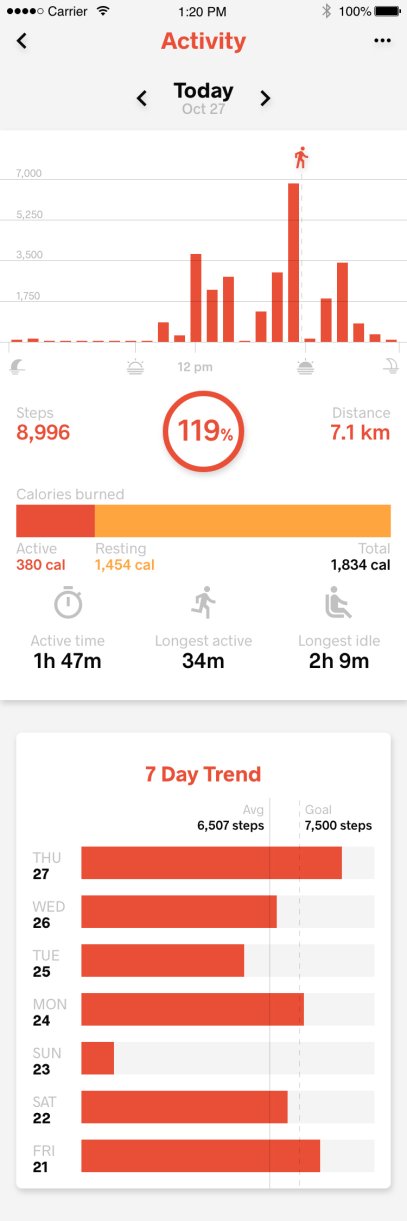 Carrier 1:20 PM 100%
Activity
Today
Oct 27
7,000
5,250
3,500
1,750
12 pm
Steps
8,996
119%
Distance
7.1 km
Calories burned
Active Resting Total
380 cal 1,454 cal 1,834 cal
Active time Longest active Longest idle
1h 47m 34m 2h 9m
7 Day Trend
Avg Goal
6,507 steps 7,500 steps
THU
27
WED
26
TUE
25
MON
24
SUN
23
SAT
22
FRI
21